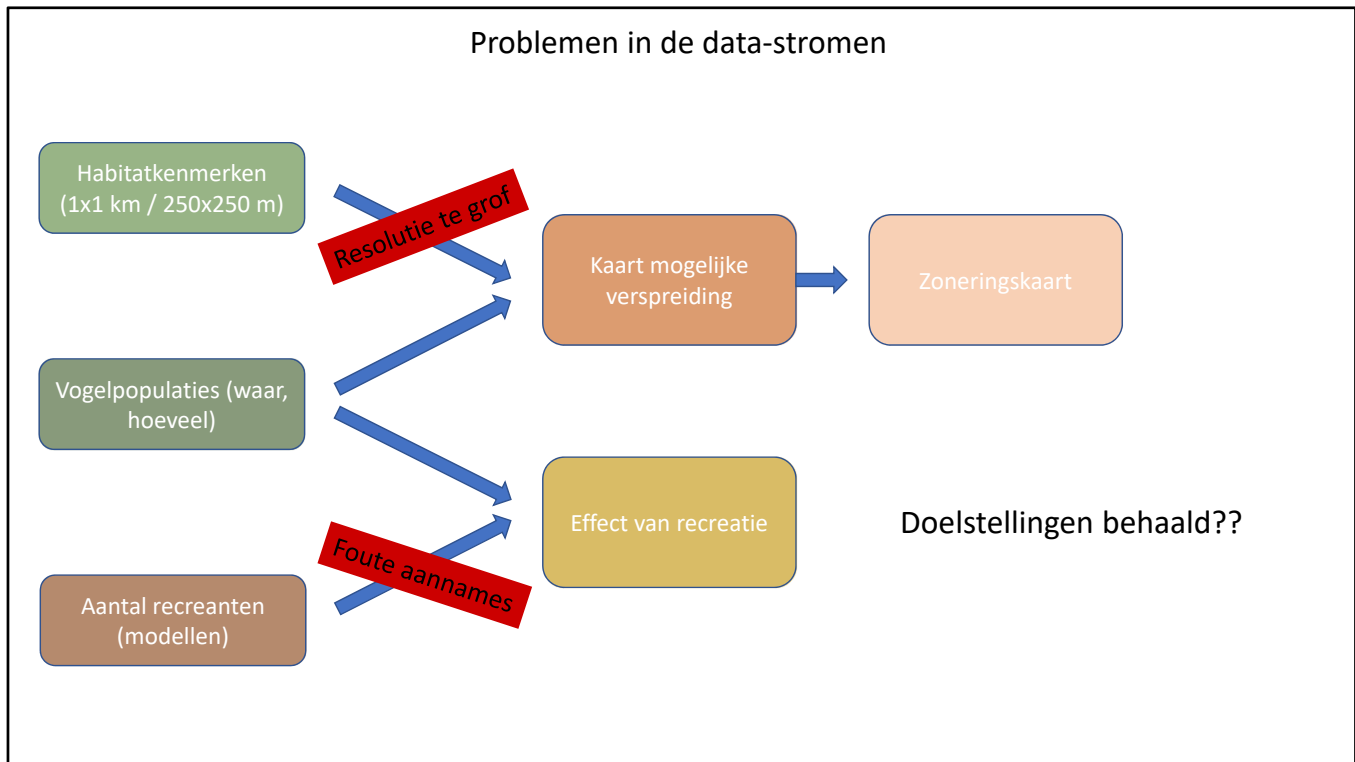 Problemen in de data-stromen
Habitatkenmerken
(1x1 km / 250x250 m)
Resolutie te grof
Kaart mogelijke
verspreiding
Zoneringskaart
Vogelpopulaties (waar,
hoeveel)
Effect van recreatie
Doelstellingen behaald??
Foute aannames
Aantal recreanten
(modellen)